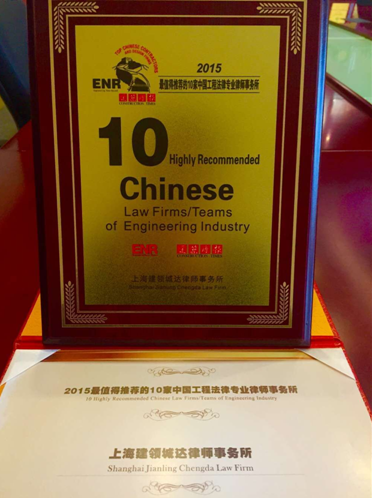 TOP CHINESE CONTRACTORS
ENR
2015
最值得推荐的10家中国工程法律专业律师事务所
10 Highly Recommended
Chinese
Law Firms/Teams
of Engineering Industry
ENR
上海建领城达律师事务所
Shanghai Jianling Chengda Law Firm
2015最值得推荐的10家中国工程法律专业律师事务所
10 Highly Recommended Chinese Law Firms/Teams of Engineering Industry
上海建领城达律师事务所
Shanghai Jianling Chengda Law Firm